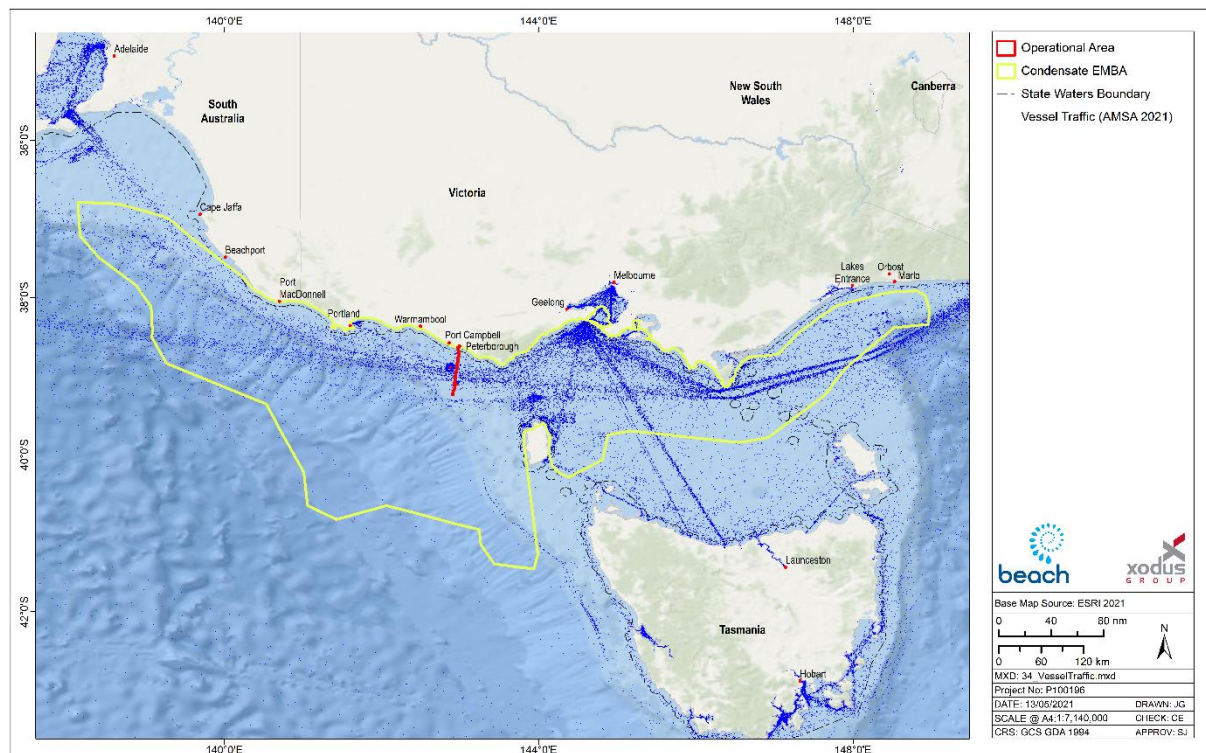 140°0'E
144°0'E
148°0'E
Adelaide
South
Australia
New South
Wales
Canberra
36°0'S
Victoria
Cape Jaffa
Beachport
Port
MacDonnell
Portland
Warrnambool
Port Campbell
Peterborough
Geelong
Melbourne
Lakes
Entrance
Orbost
Marlo
38°0'S
40°0'S
42°0'S
Launceston
Tasmania
Hobart
140°0'E
144°0'E
148°0'E
Operational Area
Condensate EMBA
State Waters Boundary
Vessel Traffic (AMSA 2021)
beach
xodus
GROUP
Base Map Source: ESRI 2021
0 40 80 nm
0 60 120 km
N
MXD: 34_VesselTraffic.mxd
Project No: P100196
DATE: 13/05/2021 DRAWN: JG
SCALE @ A4:1:7,140,000 CHECK: CE
CRS: GCS GDA 1994 APPROV: SJ